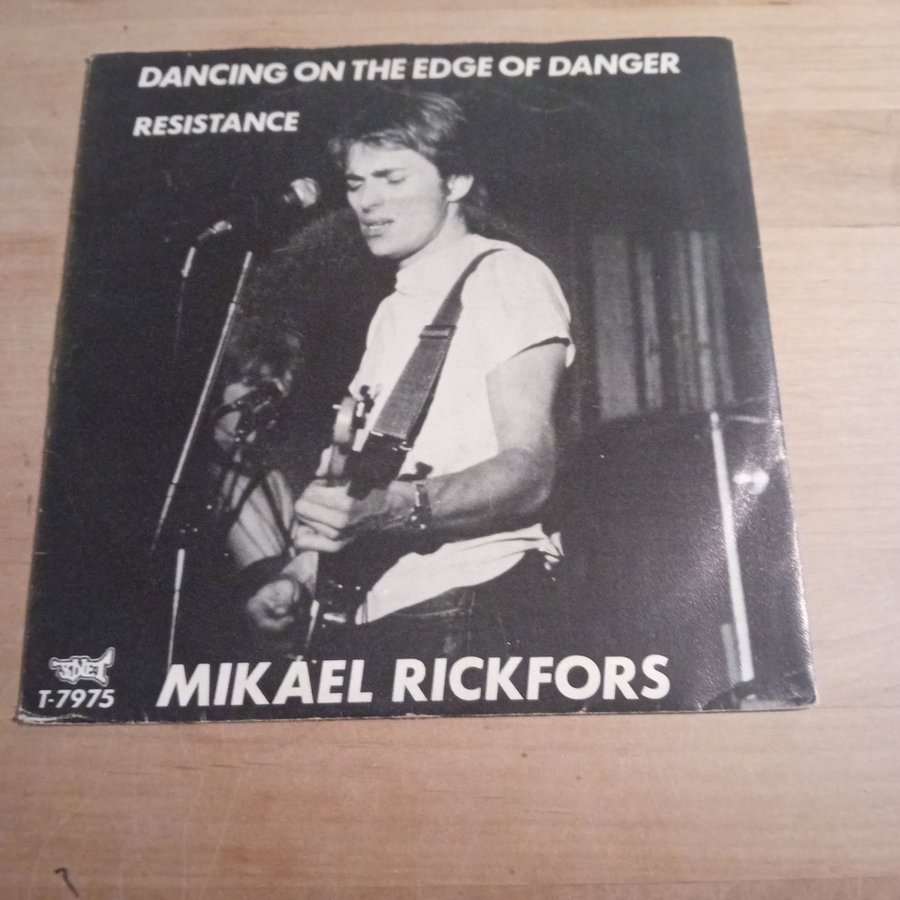 DANCING ON THE EDGE OF DANGER
RESISTANCE
T-7975
MIKAEL RICKFORS